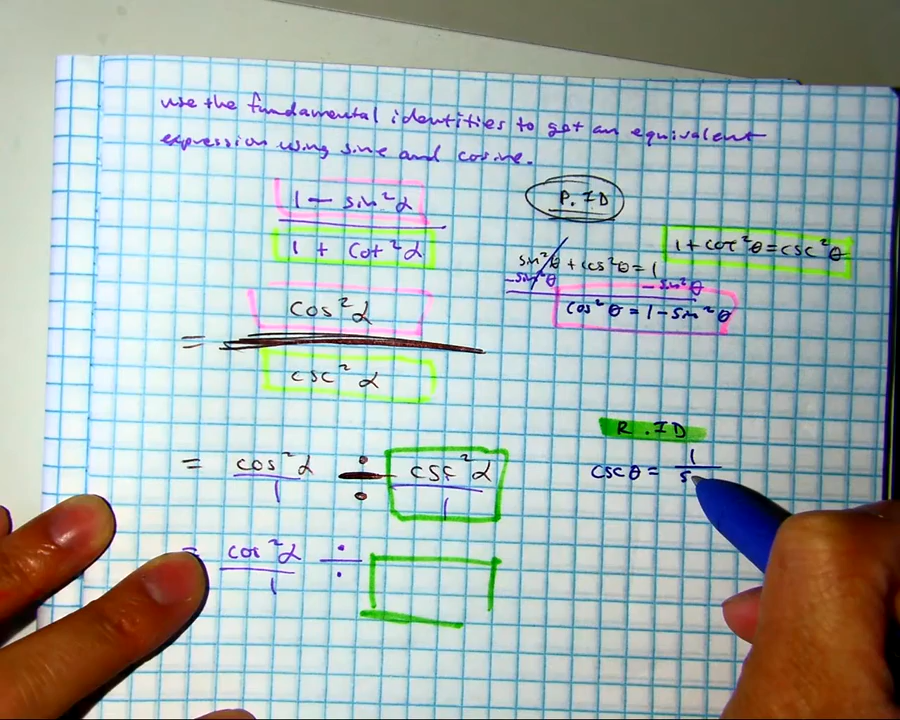 use the fundamental identities to get an equivalent
expression using sine and cosine.
1 - sin²α
1 + cot²α
P. ID
sin²θ + cos²θ = 1
-sin²θ -sin²θ
cos²θ = 1 - sin²θ
1 + cot²θ = csc²θ
= cos²α
csc²α
R. ID
cscθ = 1
s
= cos²α ÷ csc²α
1 1
= cos²α ÷
1